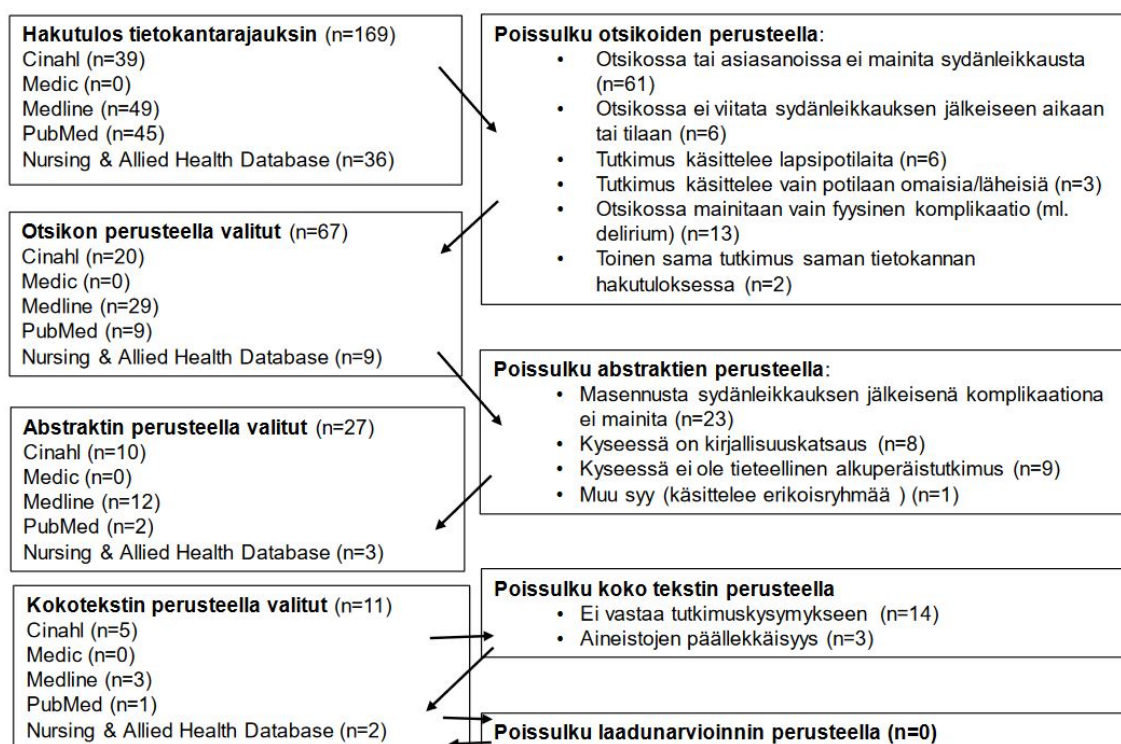 Hakutulos tietokantarajauksin (n=169)
Cinahl (n=39)
Medic (n=0)
Medline (n=49)
PubMed (n=45)
Nursing & Allied Health Database (n=36)
Poissulku otsikoiden perusteella:
• Otsikossa tai asiasanoissa ei mainita sydänleikkausta
(n=61)
• Otsikossa ei viitata sydänleikkauksen jälkeiseen aikaan
tai tilaan (n=6)
• Tutkimus käsittelee lapsipotilaita (n=6)
• Tutkimus käsittelee vain potilaan omaisia/läheisiä (n=3)
• Otsikossa mainitaan vain fyysinen komplikaatio (ml.
delirium) (n=13)
• Toinen sama tutkimus saman tietokannan
hakutuloksessa (n=2)
Otsikon perusteella valitut (n=67)
Cinahl (n=20)
Medic (n=0)
Medline (n=29)
PubMed (n=9)
Nursing & Allied Health Database (n=9)
Poissulku abstraktien perusteella:
• Masennusta sydänleikkauksen jälkeisenä komplikaationa
ei mainita (n=23)
• Kyseessä on kirjallisuuskatsaus (n=8)
• Kyseessä ei ole tieteellinen alkuperäistutkimus (n=9)
• Muu syy (käsittelee erikoisryhmää ) (n=1)
Abstraktin perusteella valitut (n=27)
Cinahl (n=10)
Medic (n=0)
Medline (n=12)
PubMed (n=2)
Nursing & Allied Health Database (n=3)
Poissulku koko tekstin perusteella
• Ei vastaa tutkimuskysymykseen (n=14)
• Aineistojen päällekkäisyys (n=3)
Kokotekstin perusteella valitut (n=11)
Cinahl (n=5)
Medic (n=0)
Medline (n=3)
PubMed (n=1)
Nursing & Allied Health Database (n=2)
Poissulku laadunarvioinnin perusteella (n=0)